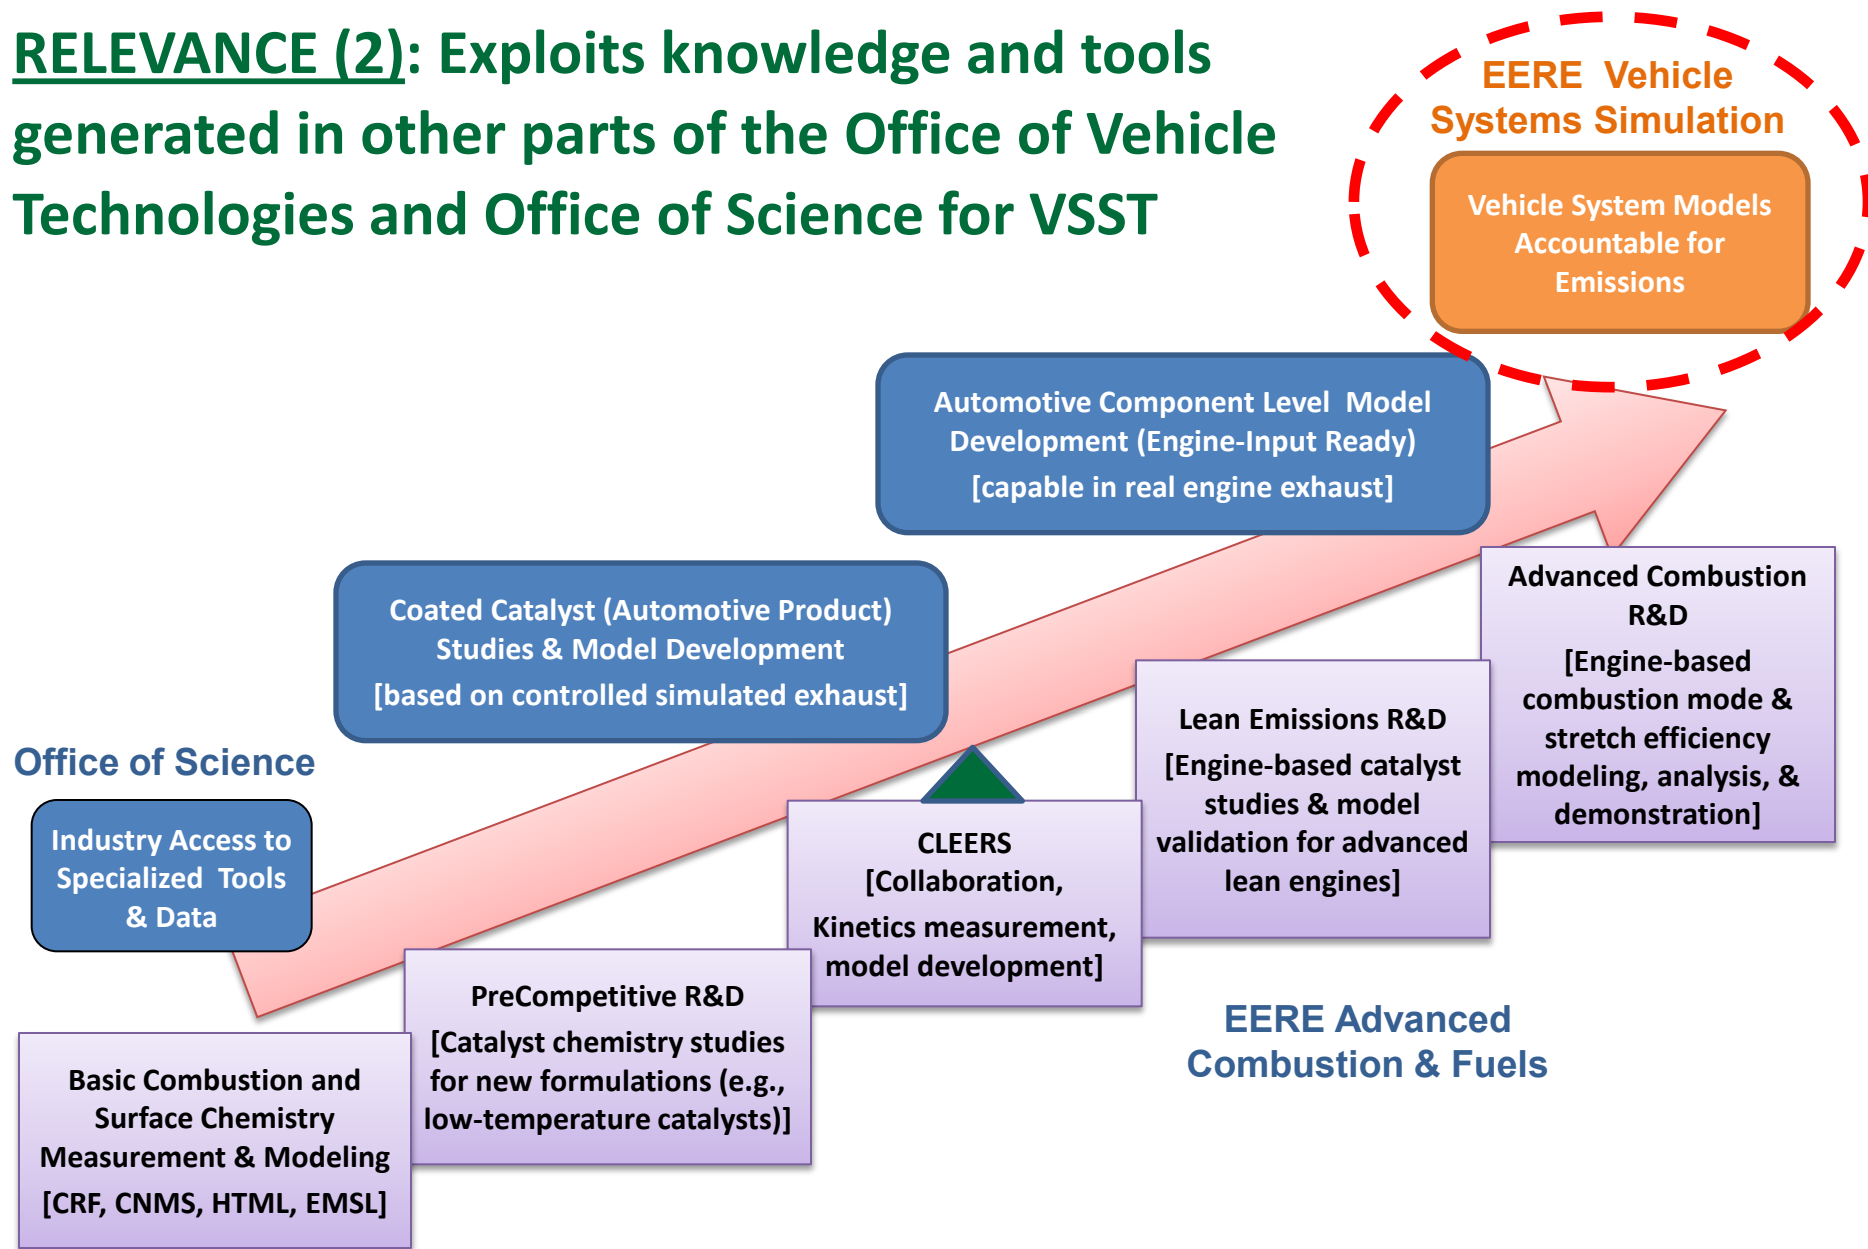 RELEVANCE (2): Exploits knowledge and tools
generated in other parts of the Office of Vehicle
Technologies and Office of Science for VSST
EERE Vehicle
Systems Simulation
Vehicle System Models
Accountable for
Emissions
Automotive Component Level Model
Development (Engine-Input Ready)
[capable in real engine exhaust]
Coated Catalyst (Automotive Product)
Studies & Model Development
[based on controlled simulated exhaust]
Office of Science
Industry Access to
Specialized Tools
& Data
Basic Combustion and
Surface Chemistry
Measurement & Modeling
[CRF, CNMS, HTML, EMSL]
PreCompetitive R&D
[Catalyst chemistry studies
for new formulations (e.g.,
low-temperature catalysts)]
CLEERS
[Collaboration,
Kinetics measurement,
model development]
Lean Emissions R&D
[Engine-based catalyst
studies & model
validation for advanced
lean engines]
Advanced Combustion
R&D
[Engine-based
combustion mode &
stretch efficiency
modeling, analysis, &
demonstration]
EERE Advanced
Combustion & Fuels